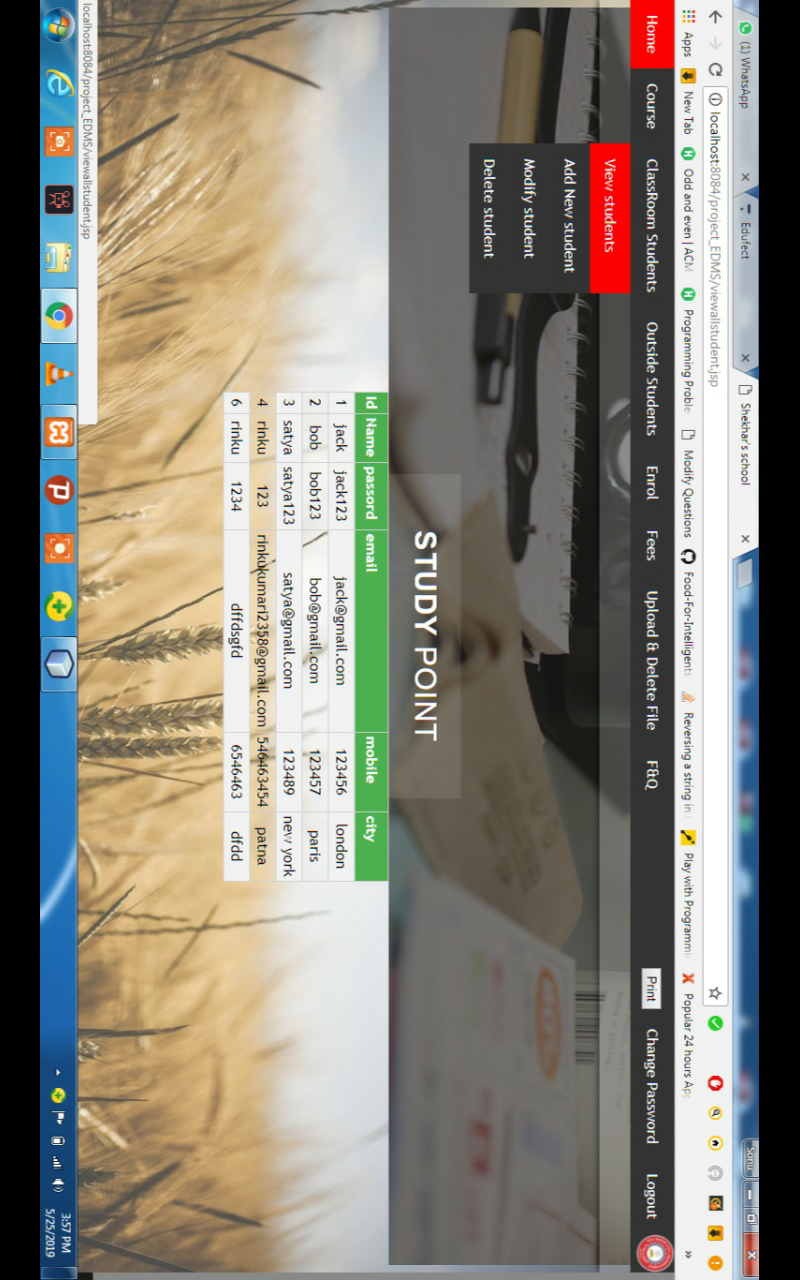 (1) WhatsApp
Edufect
Shekhar's school
Sonu
localhost:8084/project_EDMS/viewallstudent.jsp
Apps New Tab Odd and even | ACM Programming Proble Modify Questions Food-For-Intelligents Reversing a string in Play with Programmi Popular 24 hours Ap »
Home Course ClassRoom Students Outside Students Enrol Fees Upload & Delete File F&Q Print Change Password Logout
View students
Add New student
Modify student
Delete student
STUDY POINT
Id Name passord email mobile city
1 jack jack123 jack@gmail.com 123456 london
2 bob bob123 bob@gmail.com 123457 paris
3 satya satya123 satya@gmail.com 123489 new york
4 rinku 123 rinkukumari2358@gmail.com 546463454 patna
6 rinku 1234 dffdsgfd 6546463 dfdd
localhost:8084/project_EDMS/viewallstudent.jsp
3:57 PM
5/25/2019